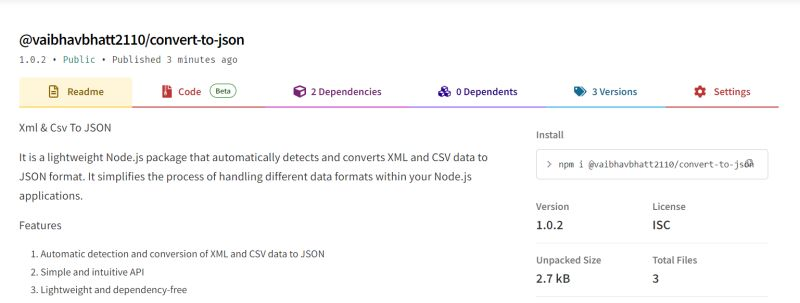 @vaibhavbhatt2110/convert-to-json
1.0.2 • Public • Published 3 minutes ago
Readme
Code Beta
2 Dependencies
0 Dependents
3 Versions
Settings
Xml & Csv To JSON
It is a lightweight Node.js package that automatically detects and converts XML and CSV data to
JSON format. It simplifies the process of handling different data formats within your Node.js
applications.
Features
1. Automatic detection and conversion of XML and CSV data to JSON
2. Simple and intuitive API
3. Lightweight and dependency-free
Install
> npm i @vaibhavbhatt2110/convert-to-json
Version
1.0.2
License
ISC
Unpacked Size
2.7 kB
Total Files
3